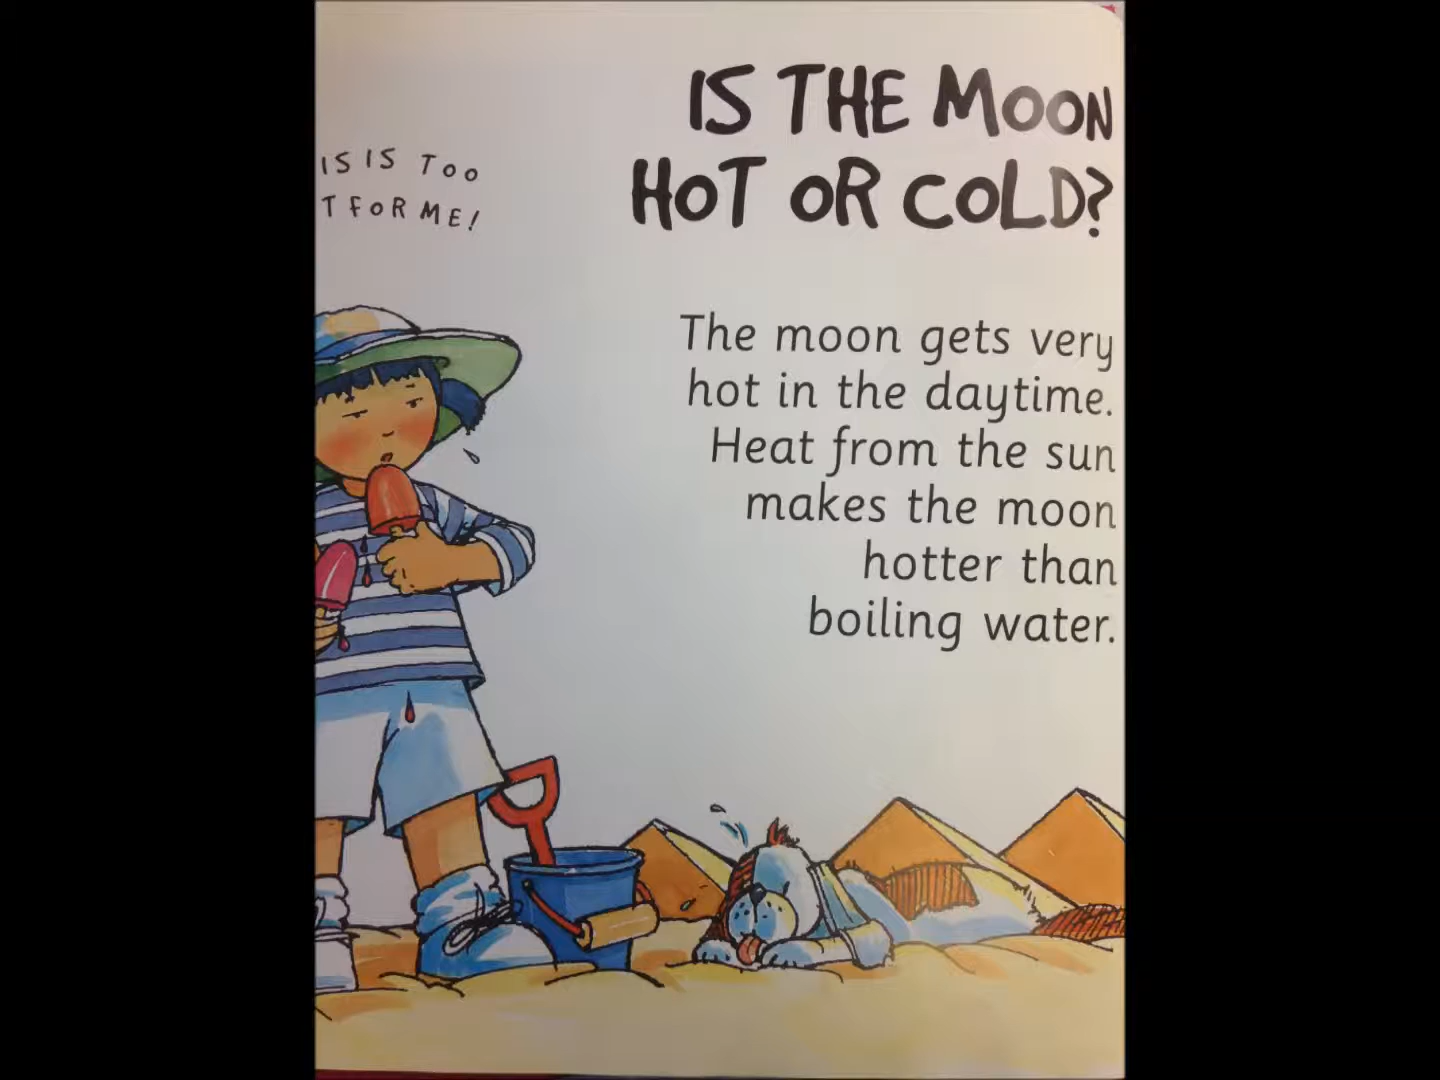 IS THE MOON
HOT OR COLD?
IS IS TOO
T FOR ME!
The moon gets very
hot in the daytime.
Heat from the sun
makes the moon
hotter than
boiling water.